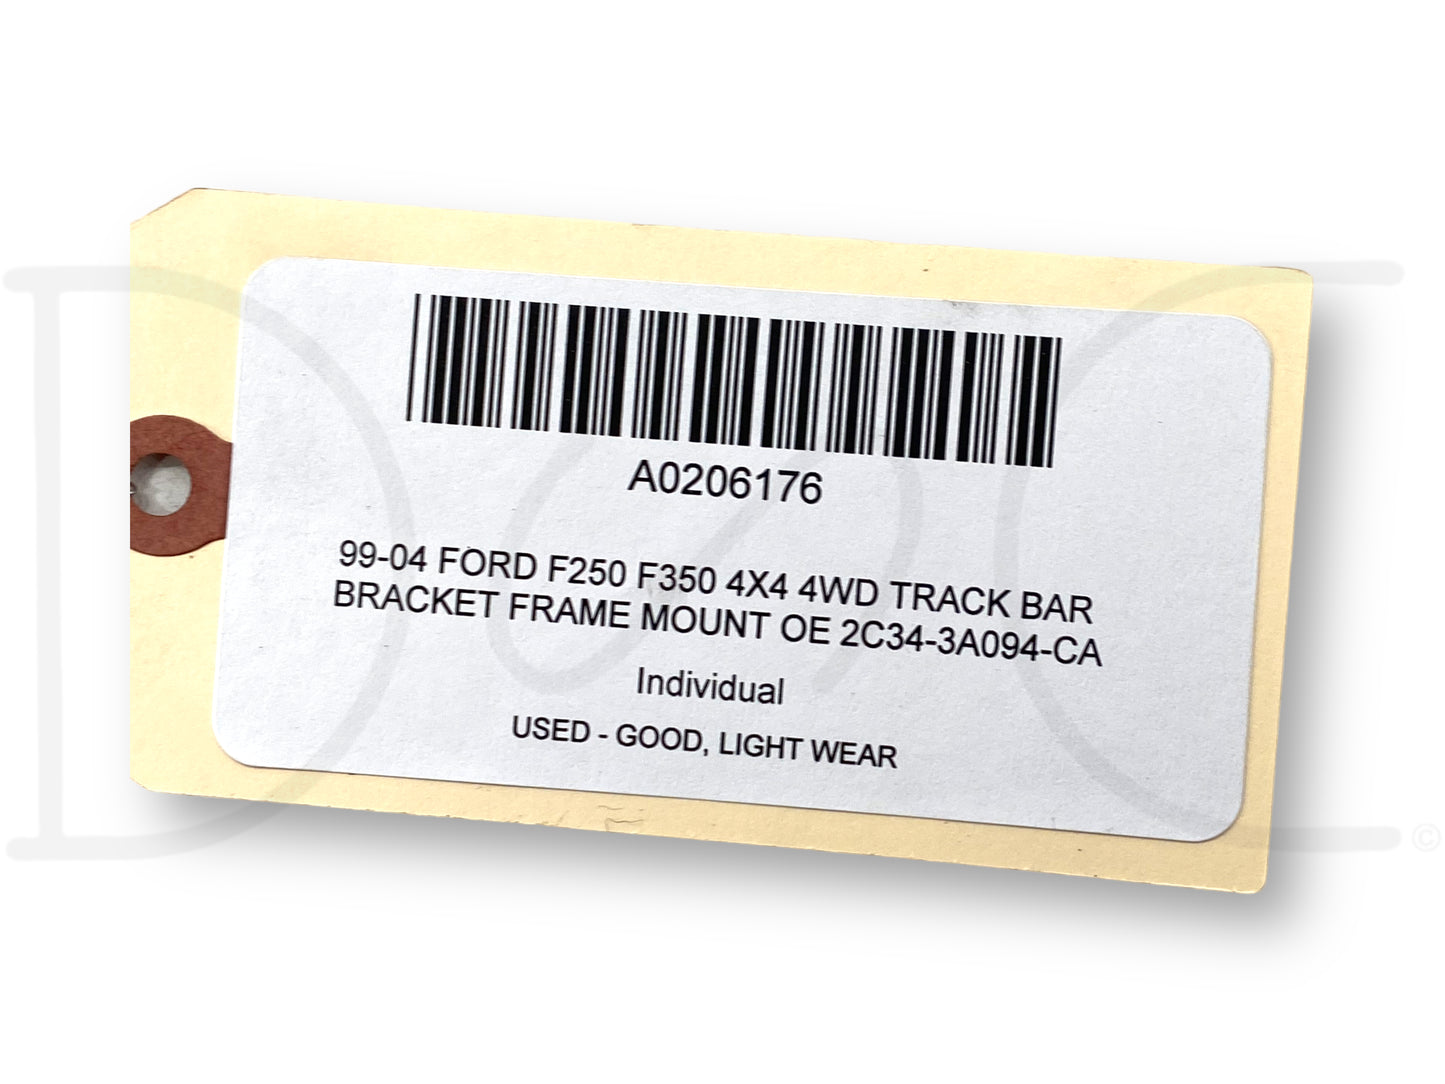 A0206176
99-04 FORD F250 F350 4X4 4WD TRACK BAR
BRACKET FRAME MOUNT OE 2C34-3A094-CA
Individual
USED - GOOD, LIGHT WEAR
©